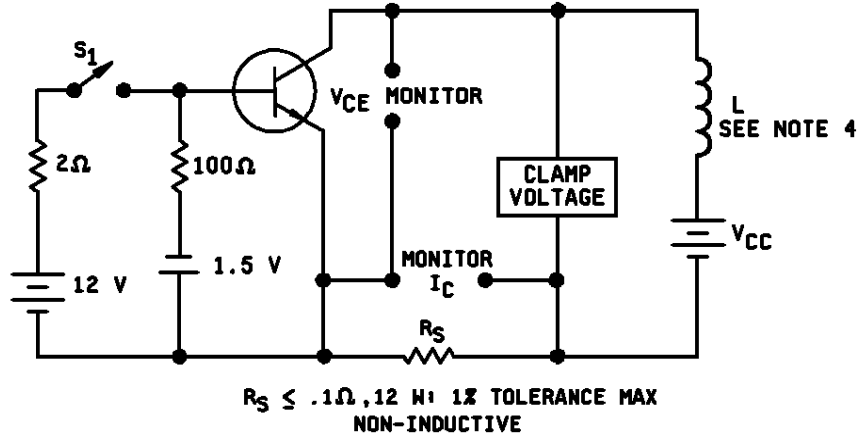 S1
VCE MONITOR
L
SEE NOTE 4
2Ω
100Ω
CLAMP
VOLTAGE
VCC
12 V
1.5 V
MONITOR
IC
RS
RS ≤ .1Ω,12 W: 1% TOLERANCE MAX
NON-INDUCTIVE